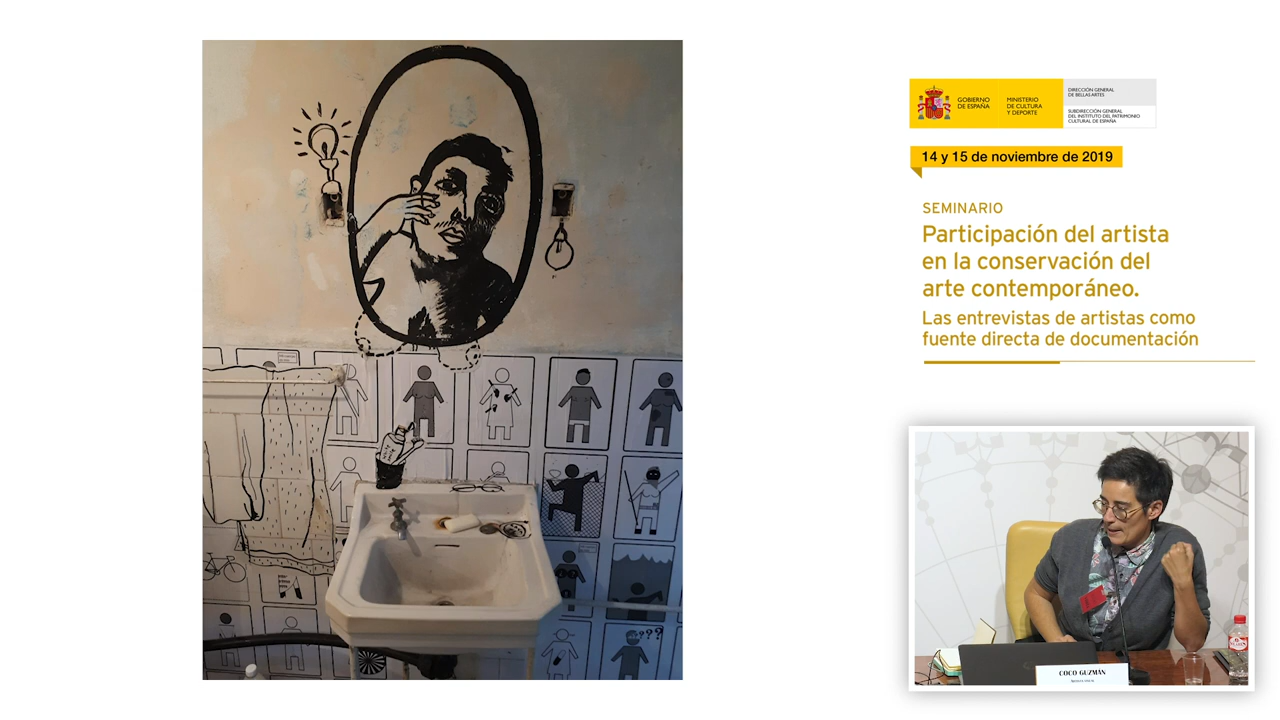 GOBIERNO
DE ESPAÑA
MINISTERIO
DE CULTURA
Y DEPORTE
DIRECCIÓN GENERAL
DE BELLAS ARTES
SUBDIRECCIÓN GENERAL
DEL INSTITUTO DEL PATRIMONIO
CULTURAL DE ESPAÑA
14 y 15 de noviembre de 2019
SEMINARIO
Participación del artista
en la conservación del
arte contemporáneo.
Las entrevistas de artistas como
fuente directa de documentación
???
COCO GUZMÁN